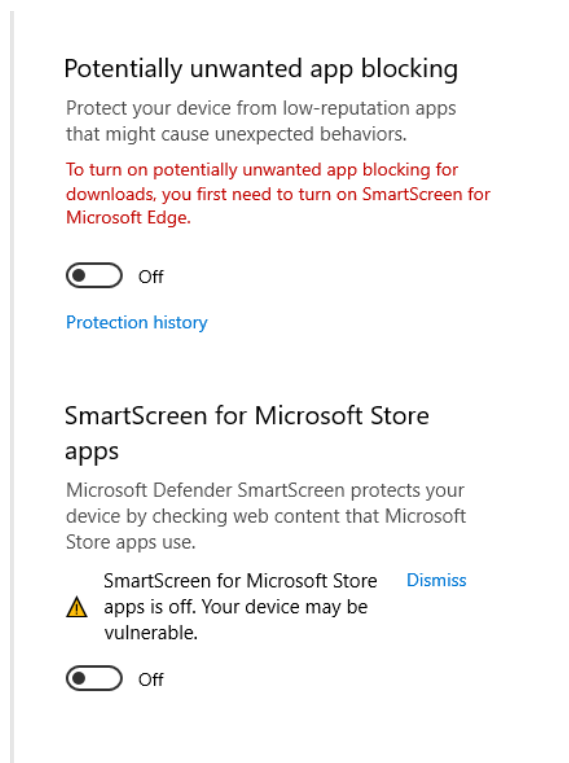 Potentially unwanted app blocking
Protect your device from low-reputation apps
that might cause unexpected behaviors.
To turn on potentially unwanted app blocking for
downloads, you first need to turn on SmartScreen for
Microsoft Edge.
Off
Protection history
SmartScreen for Microsoft Store
apps
Microsoft Defender SmartScreen protects your
device by checking web content that Microsoft
Store apps use.
SmartScreen for Microsoft Store
apps is off. Your device may be
vulnerable.
Dismiss
Off